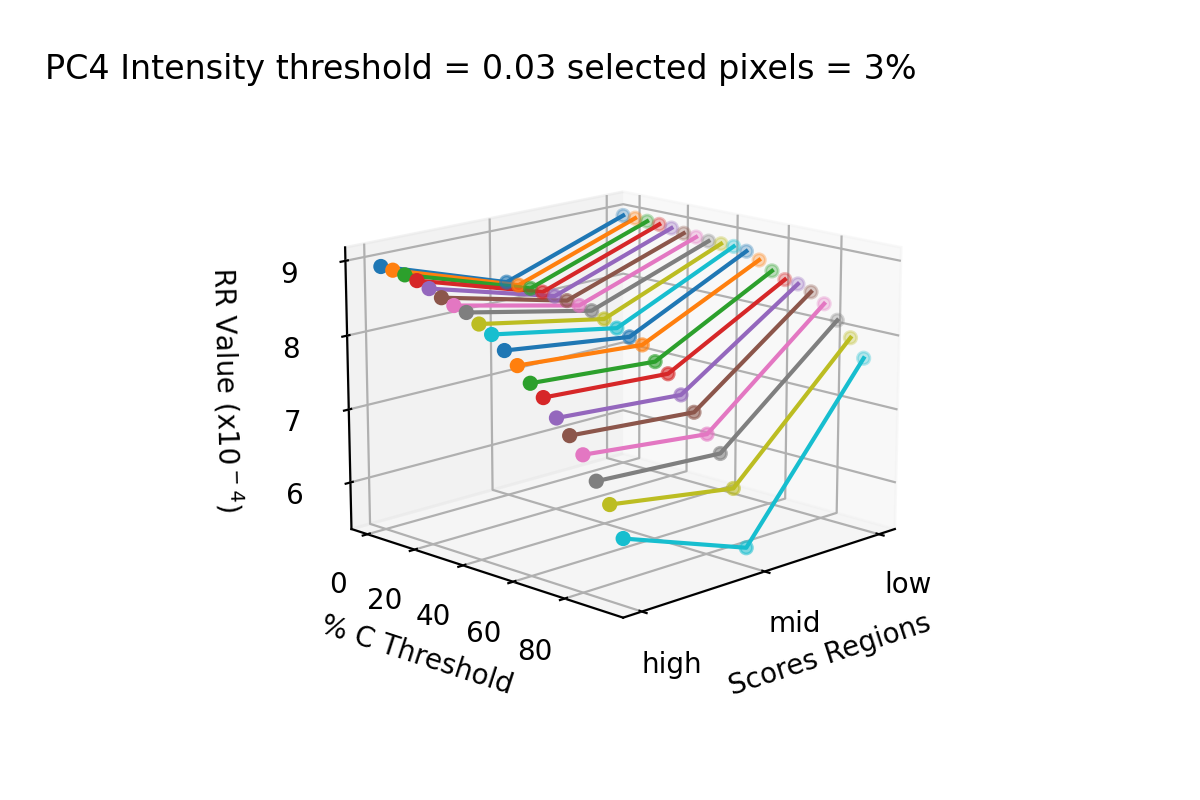 PC4 Intensity threshold = 0.03 selected pixels = 3%
RR Value (x10⁻⁴)
9
8
7
6
0
20
40
60
80
% C Threshold
high
mid
low
Scores Regions